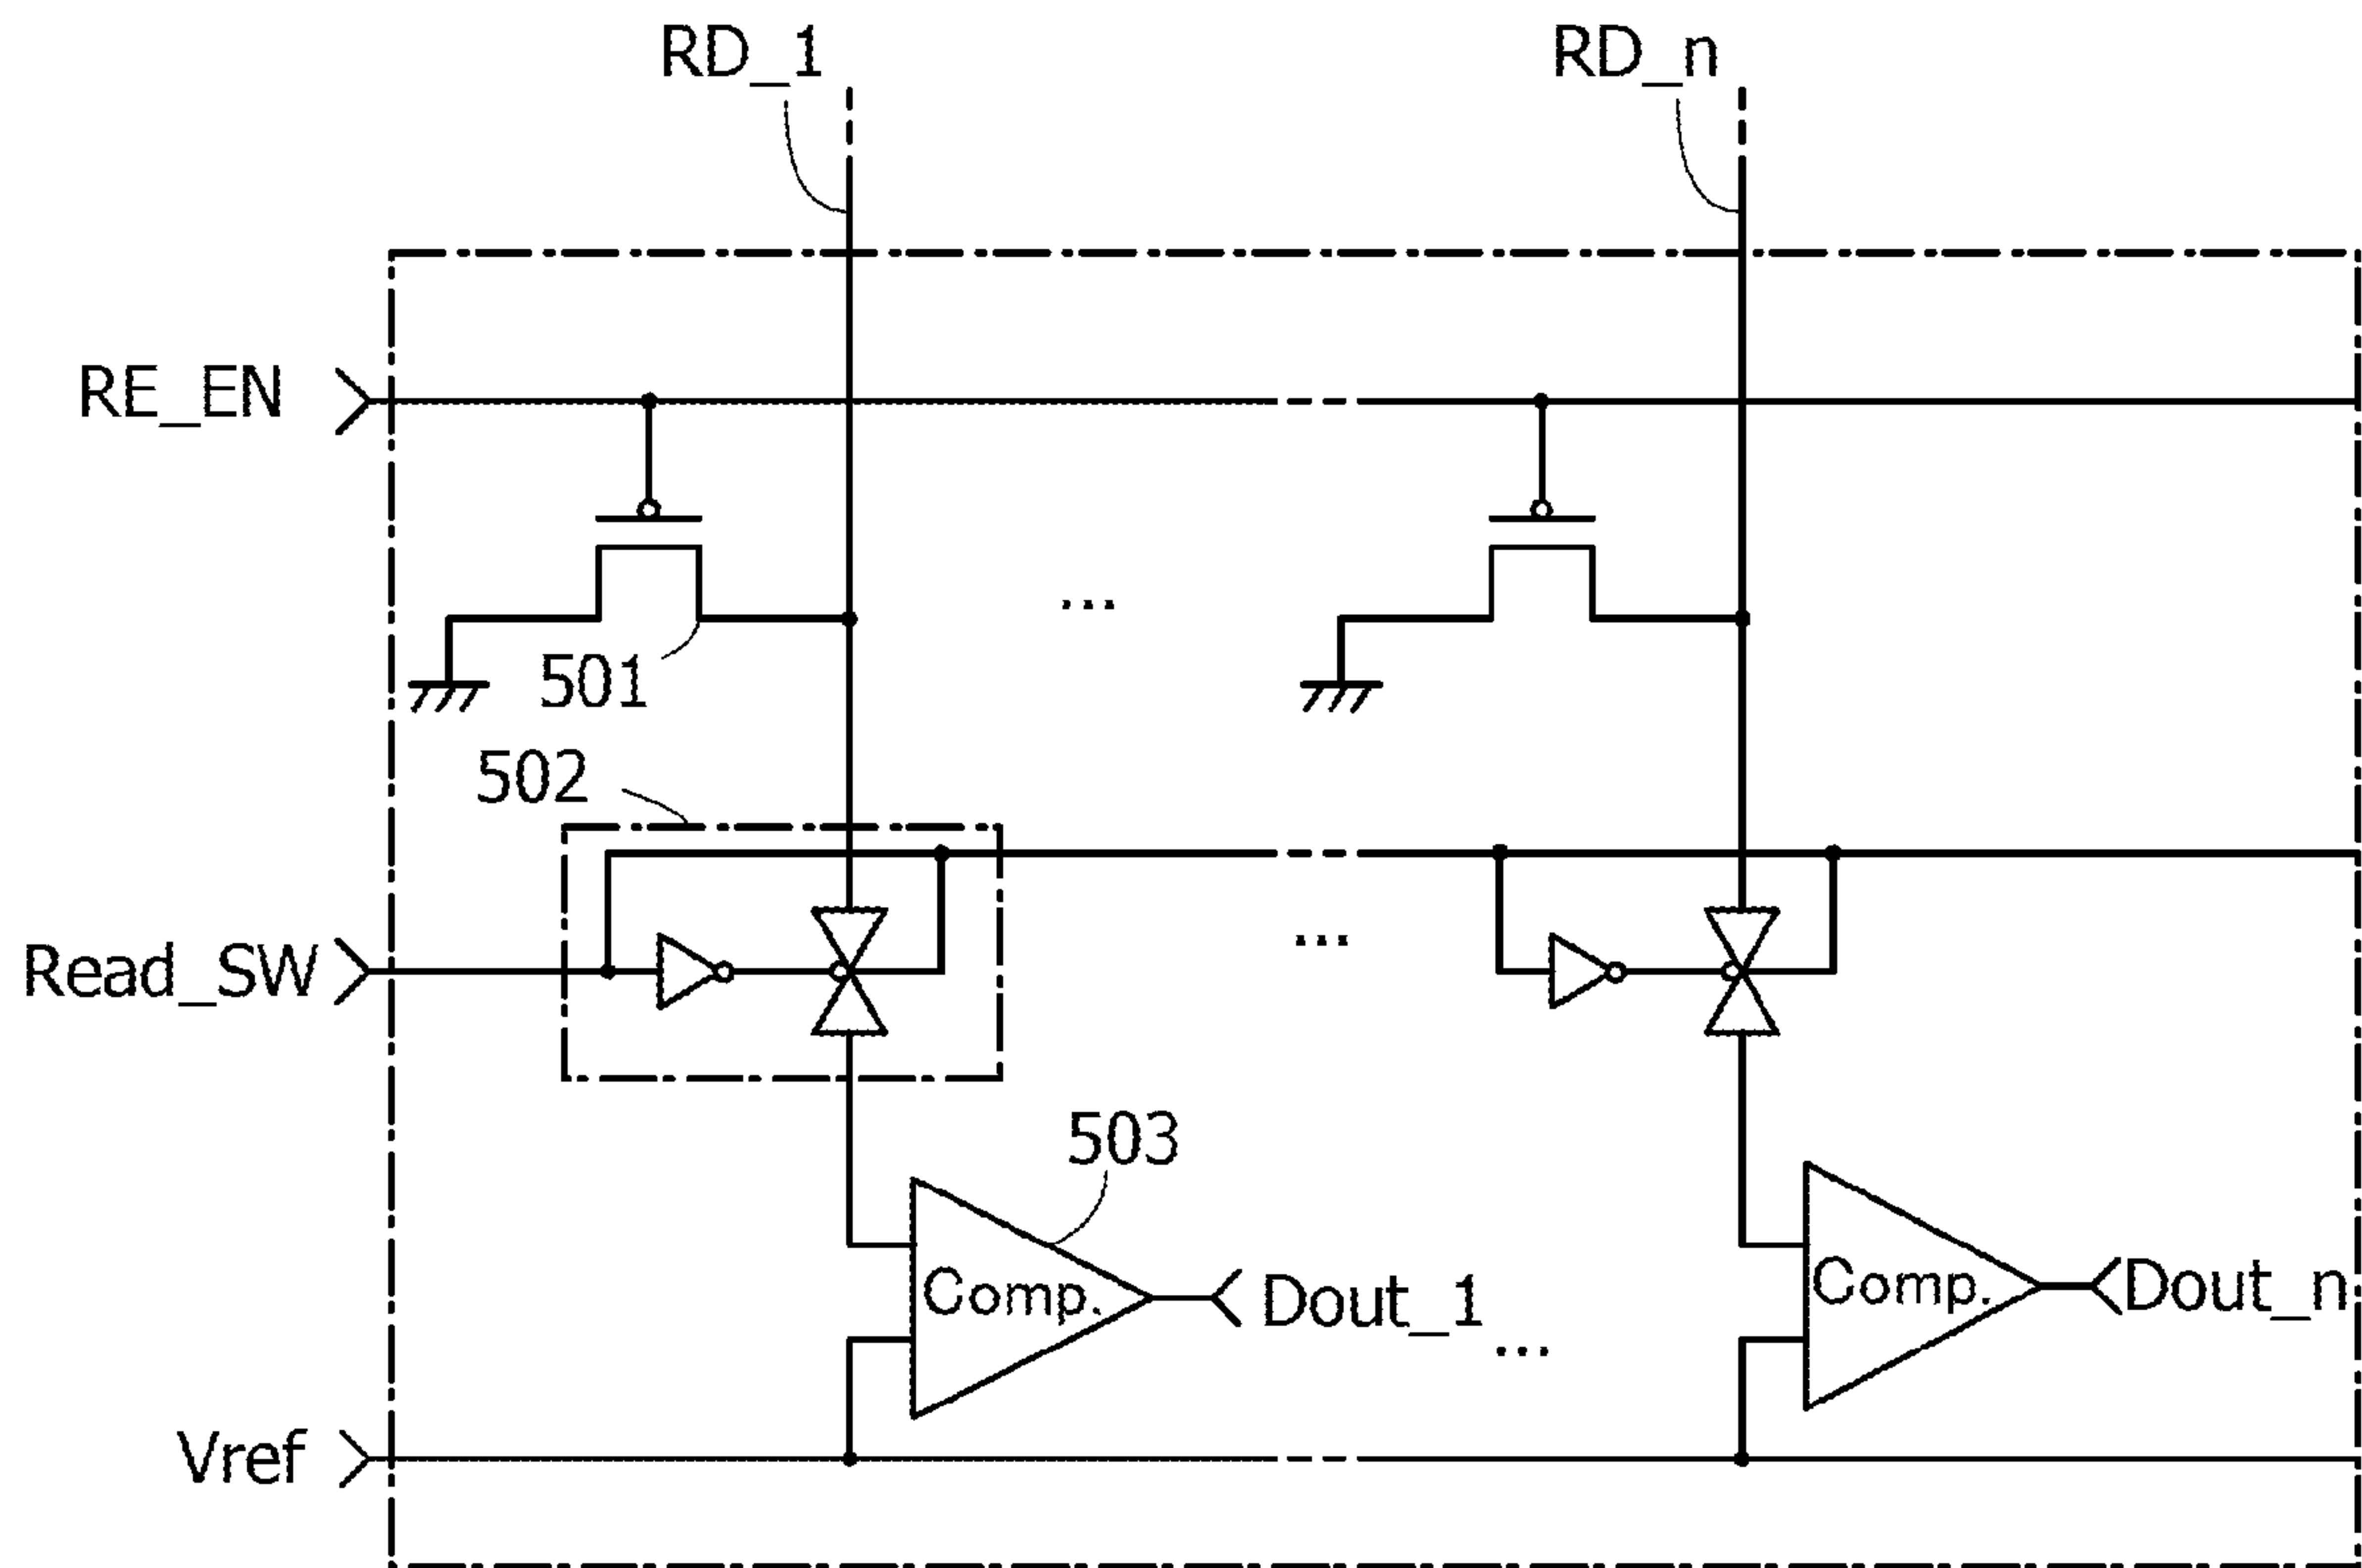 RD_1
RD_n
RE_EN
...
501
502
Read_SW
...
503
Comp.
Dout_1
...
Comp.
Dout_n
Vref